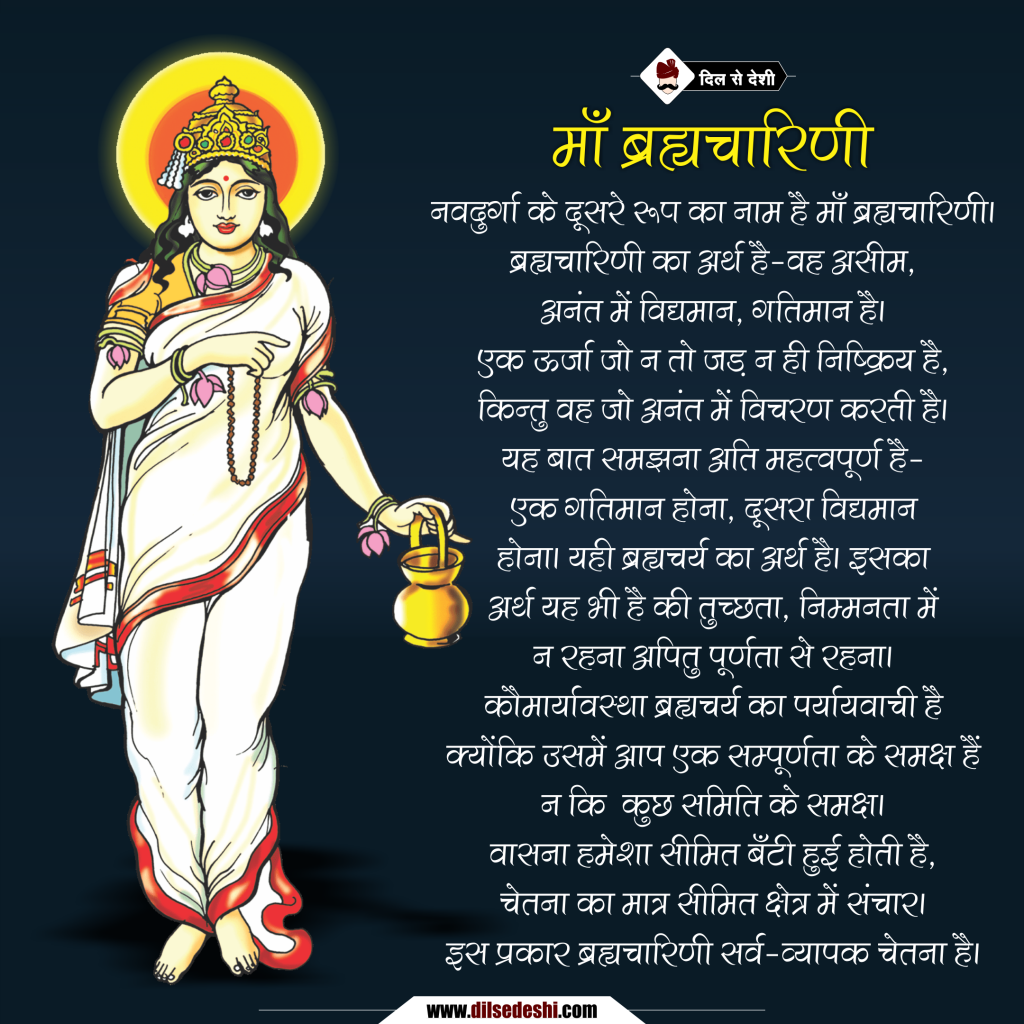 दिल से देशी
माँ ब्रह्मचारिणी
नवदुर्गा के दूसरे रूप का नाम है माँ ब्रह्मचारिणी।
ब्रह्मचारिणी का अर्थ है-वह असीम,
अनंत में विद्यमान, गतिमान है।
एक ऊर्जा जो न तो जड़ न ही निष्क्रिय है,
किन्तु वह जो अनंत में विचरण करती है।
यह बात समझना अति महत्वपूर्ण है-
एक गतिमान होना, दूसरा विद्यमान
होना। यही ब्रह्मचर्य का अर्थ है। इसका
अर्थ यह भी है की तुच्छता, निम्मनता में
न रहना अपितु पूर्णता से रहना।
कौमार्यावस्था ब्रह्मचर्य का पर्यायवाची है
क्योंकि उसमें आप एक सम्पूर्णता के समक्ष हैं
न कि कुछ समिति के समक्ष।
वासना हमेशा सीमित बँटी हुई होती है,
चेतना का मात्र सीमित क्षेत्र में संचार।
इस प्रकार ब्रह्मचारिणी सर्व-व्यापक चेतना है।
www.dilsedeshi.com